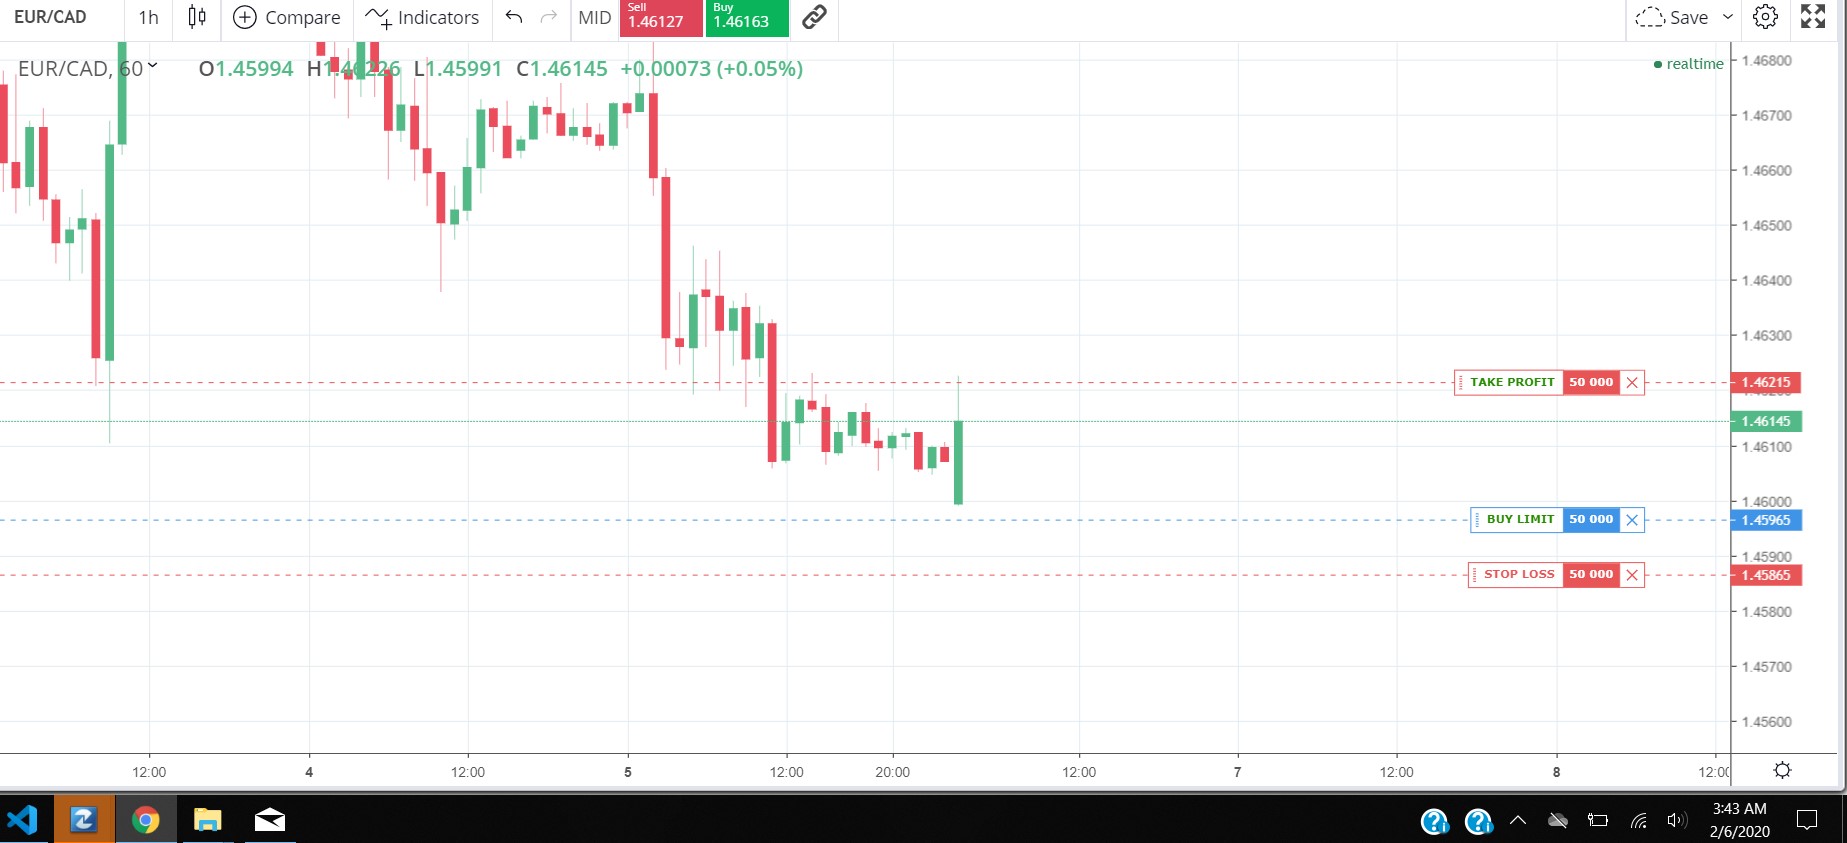 EUR/CAD 1h Compare Indicators MID Sell 1.46127 Buy 1.46163 Save
EUR/CAD, 60 O1.45994 H1.46226 L1.45991 C1.46145 +0.00073 (+0.05%)
realtime
1.46800
1.46700
1.46600
1.46500
1.46400
1.46300
TAKE PROFIT 50 000 1.46215
1.46200
1.46145
1.46100
1.46000
BUY LIMIT 50 000 1.45965
1.45900
STOP LOSS 50 000 1.45865
1.45800
1.45700
1.45600
12:00 4 12:00 5 12:00 20:00 12:00 7 12:00 8 12:00
3:43 AM
2/6/2020